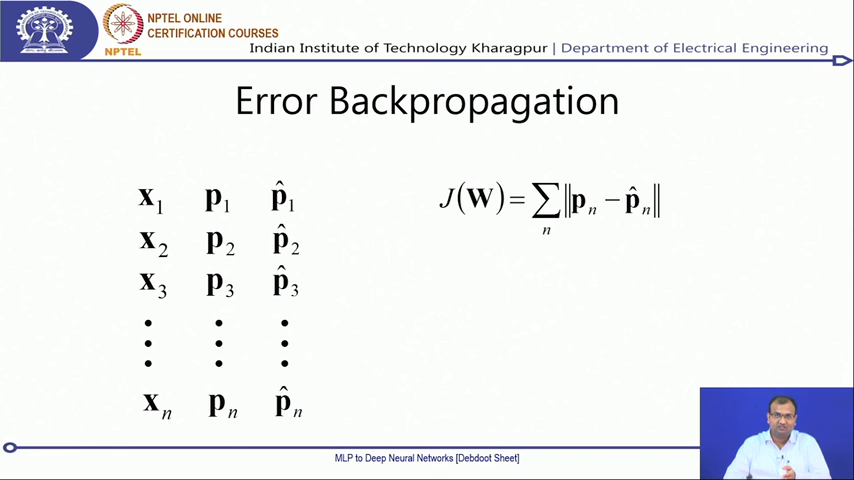 NPTEL ONLINE
CERTIFICATION COURSES
NPTEL
Indian Institute of Technology Kharagpur | Department of Electrical Engineering
Error Backpropagation
x₁ p₁ p̂₁
x₂ p₂ p̂₂
x₃ p₃ p̂₃
⋮ ⋮ ⋮
xₙ pₙ p̂ₙ
J(W) = ∑ₙ ‖pₙ − p̂ₙ‖
MLP to Deep Neural Networks [Debdoot Sheet]